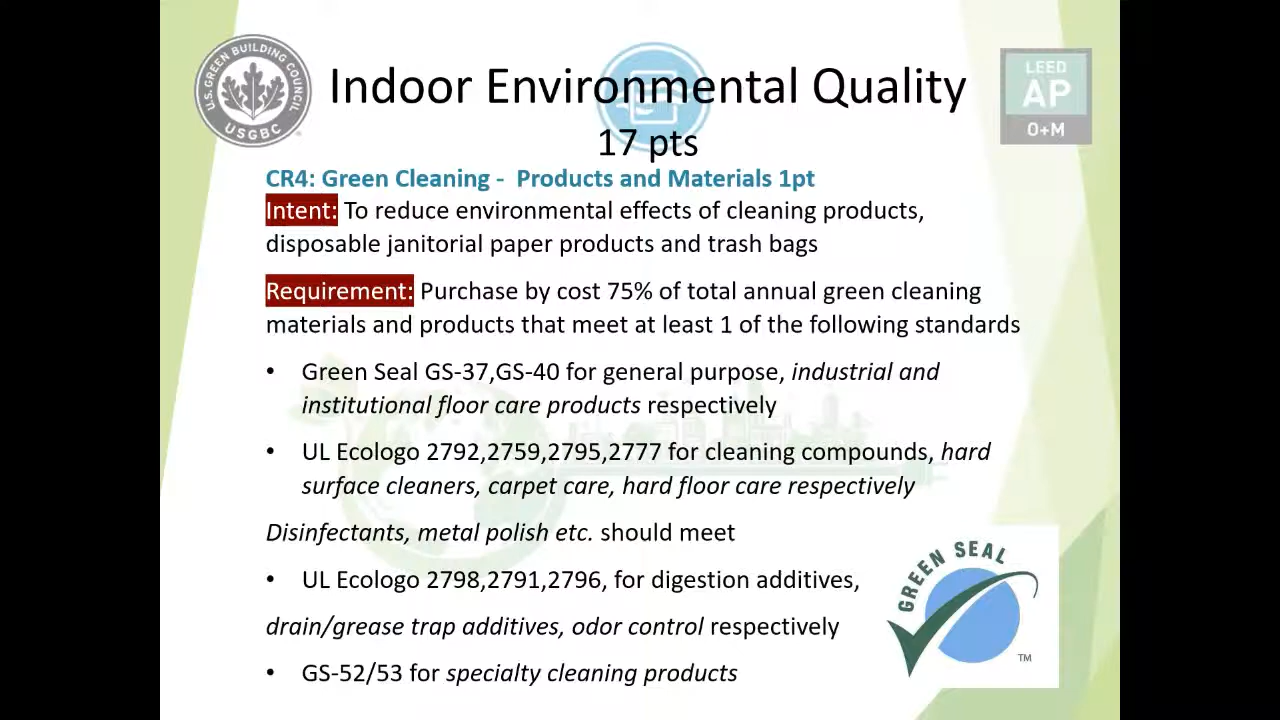 U.S. GREEN BUILDING COUNCIL
USGBC
Indoor Environmental Quality
17 pts
LEED
AP
O+M
CR4: Green Cleaning -  Products and Materials 1pt
Intent: To reduce environmental effects of cleaning products,
disposable janitorial paper products and trash bags
Requirement: Purchase by cost 75% of total annual green cleaning
materials and products that meet at least 1 of the following standards
• Green Seal GS-37,GS-40 for general purpose, industrial and
institutional floor care products respectively
• UL Ecologo 2792,2759,2795,2777 for cleaning compounds, hard
surface cleaners, carpet care, hard floor care respectively
Disinfectants, metal polish etc. should meet
• UL Ecologo 2798,2791,2796, for digestion additives,
drain/grease trap additives, odor control respectively
• GS-52/53 for specialty cleaning products
GREEN SEAL
TM